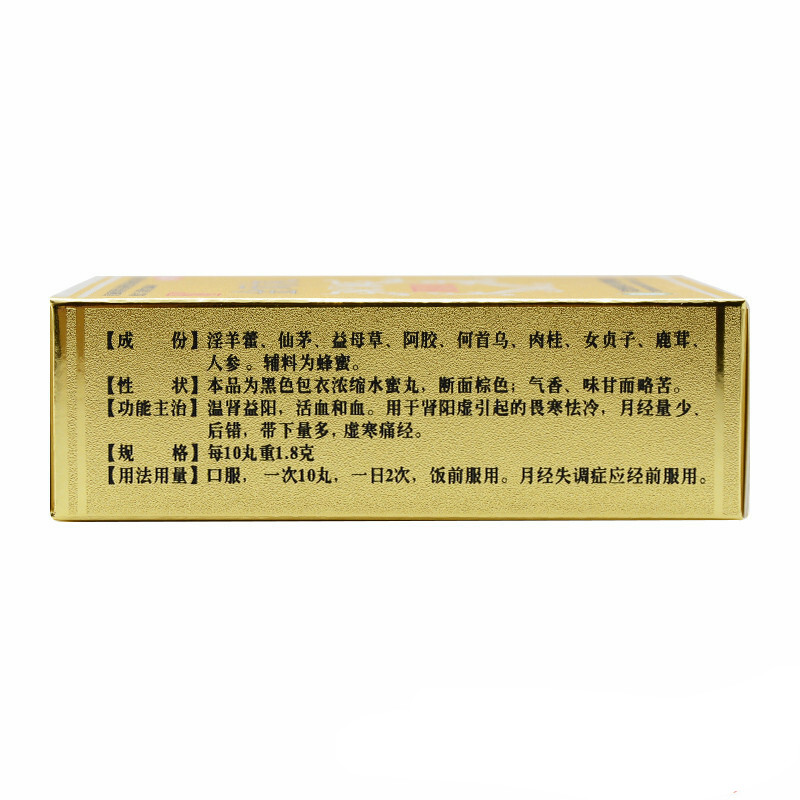 【成　　份】淫羊藿、仙茅、益母草、阿胶、何首乌、肉桂、女贞子、鹿茸、
人参。辅料为蜂蜜。
【性　　状】本品为黑色包衣浓缩水蜜丸，断面棕色；气香、味甘而略苦。
【功能主治】温肾益阳，活血和血。用于肾阳虚引起的畏寒怯冷，月经量少、
后错，带下量多，虚寒痛经。
【规　　格】每10丸重1.8克
【用法用量】口服， 一次10丸，一日2次，饭前服用。月经失调症应经前服用。